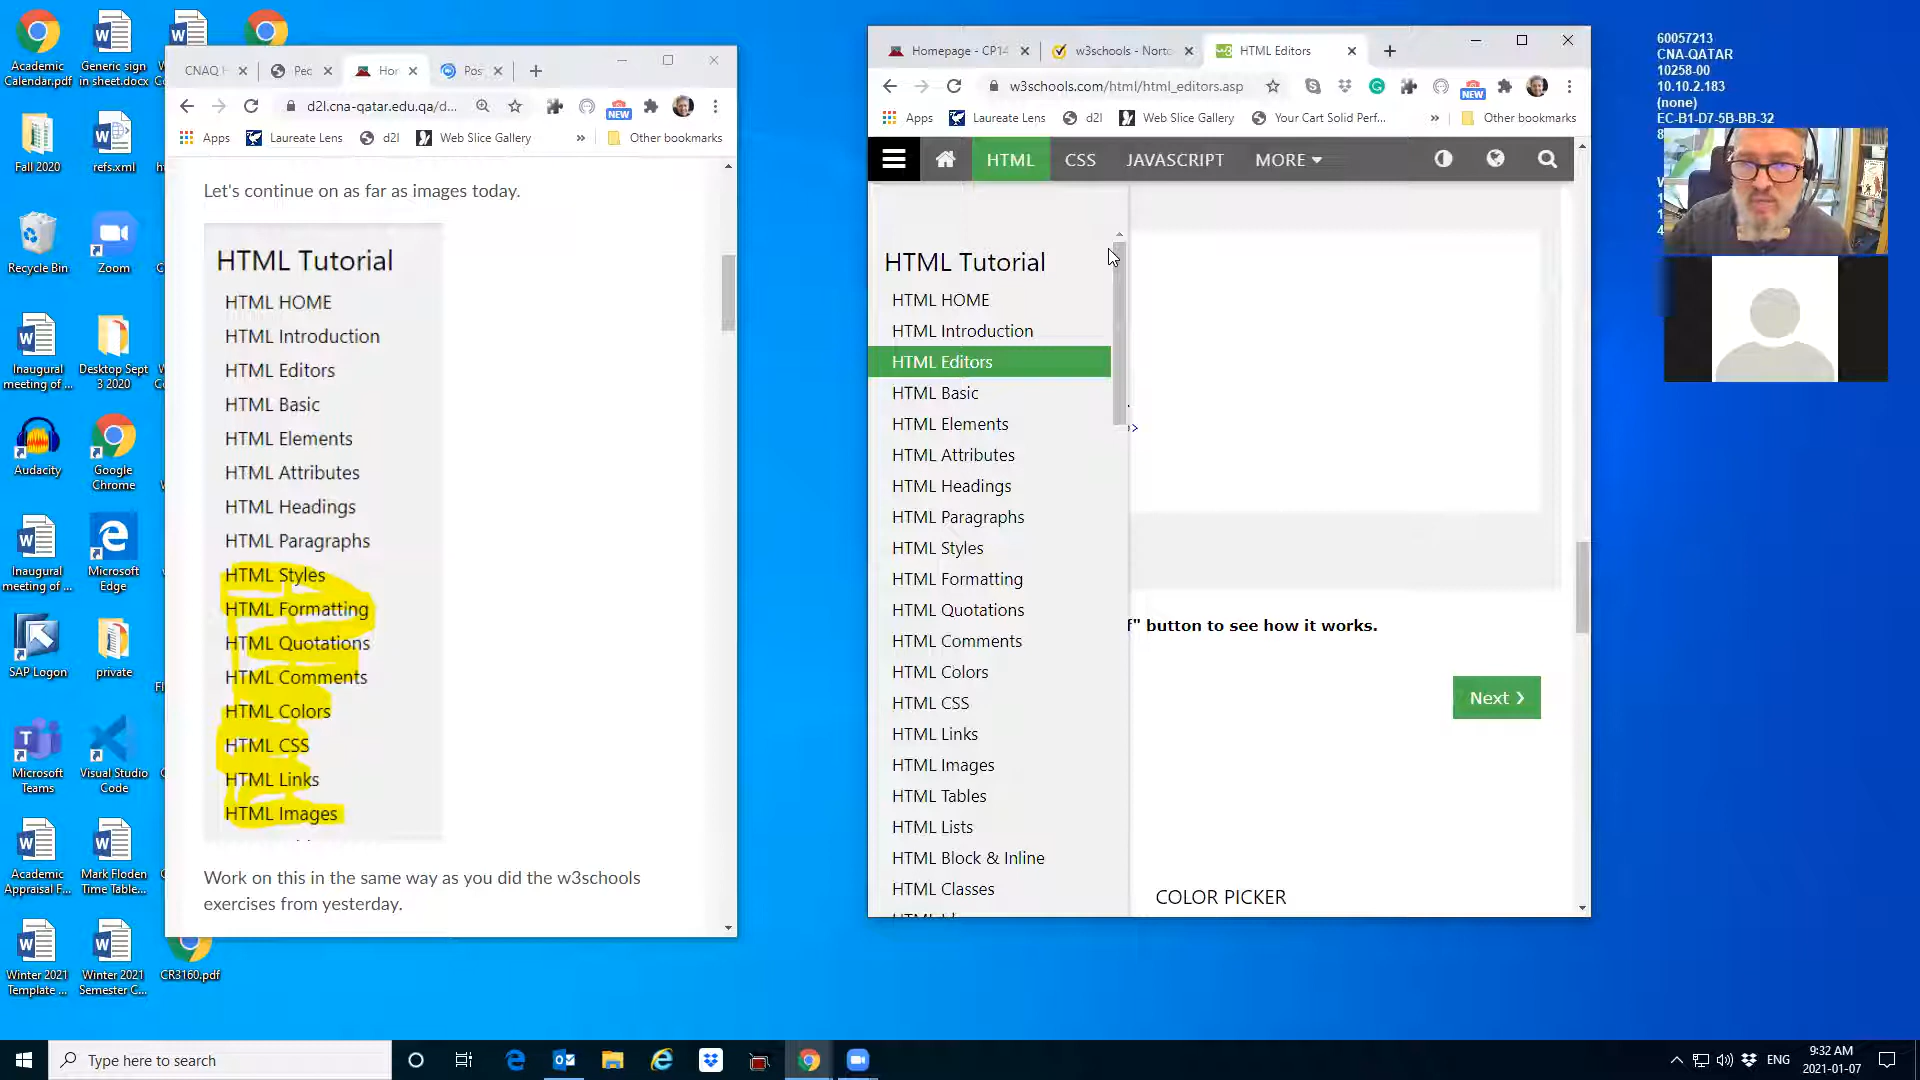 Academic
Calendar.pdf
Generic sign
in sheet.docx
Fall 2020
refs.xml
Recycle Bin
Zoom
Inaugural
meeting of ...
Desktop Sept
3 2020
Audacity
Google
Chrome
Inaugural
meeting of ...
Microsoft
Edge
SAP Logon
private
Microsoft
Teams
Visual Studio
Code
Academic
Appraisal F...
Mark Floden
Time Table...
Winter 2021
Template ...
Winter 2021
Semester C...
CR3160.pdf
CNAQ
Hor
d2l.cna-qatar.edu.qa/d...
NEW
Apps
Laureate Lens
d2l
Web Slice Gallery
»
Other bookmarks
Let's continue on as far as images today.
HTML Tutorial
HTML HOME
HTML Introduction
HTML Editors
HTML Basic
HTML Elements
HTML Attributes
HTML Headings
HTML Paragraphs
HTML Styles
HTML Formatting
HTML Quotations
HTML Comments
HTML Colors
HTML CSS
HTML Links
HTML Images
Work on this in the same way as you did the w3schools
exercises from yesterday.
Homepage - CP14
w3schools - Norto
HTML Editors
w3schools.com/html/html_editors.asp
NEW
Apps
Laureate Lens
d2l
Web Slice Gallery
Your Cart Solid Perf...
»
Other bookmarks
HTML
CSS
JAVASCRIPT
MORE
HTML Tutorial
HTML HOME
HTML Introduction
HTML Editors
HTML Basic
HTML Elements
HTML Attributes
HTML Headings
HTML Paragraphs
HTML Styles
HTML Formatting
HTML Quotations
HTML Comments
HTML Colors
HTML CSS
HTML Links
HTML Images
HTML Tables
HTML Lists
HTML Block & Inline
HTML Classes
" button to see how it works.
Next ❯
COLOR PICKER
60057213
CNA-QATAR
10258-00
10.10.2.183
(none)
EC-B1-D7-5B-BB-32
Type here to search
ENG
9:32 AM
2021-01-07